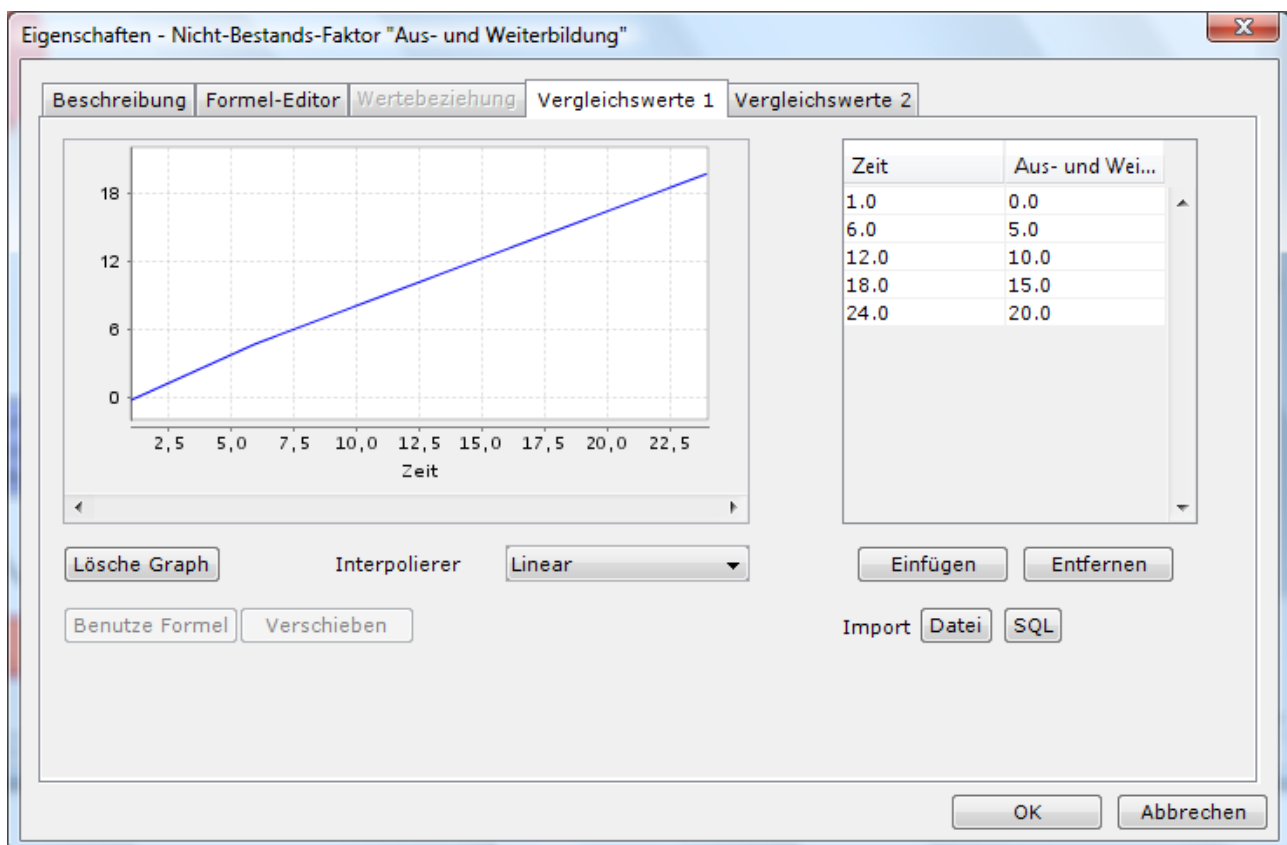 Eigenschaften - Nicht-Bestands-Faktor "Aus- und Weiterbildung"
Beschreibung Formel-Editor Wertebeziehung Vergleichswerte 1 Vergleichswerte 2
18
12
6
0
2,5 5,0 7,5 10,0 12,5 15,0 17,5 20,0 22,5
Zeit
Zeit Aus- und Wei...
1.0 0.0
6.0 5.0
12.0 10.0
18.0 15.0
24.0 20.0
Lösche Graph Interpolierer Linear Einfügen Entfernen
Benutze Formel Verschieben Import Datei SQL
OK Abbrechen